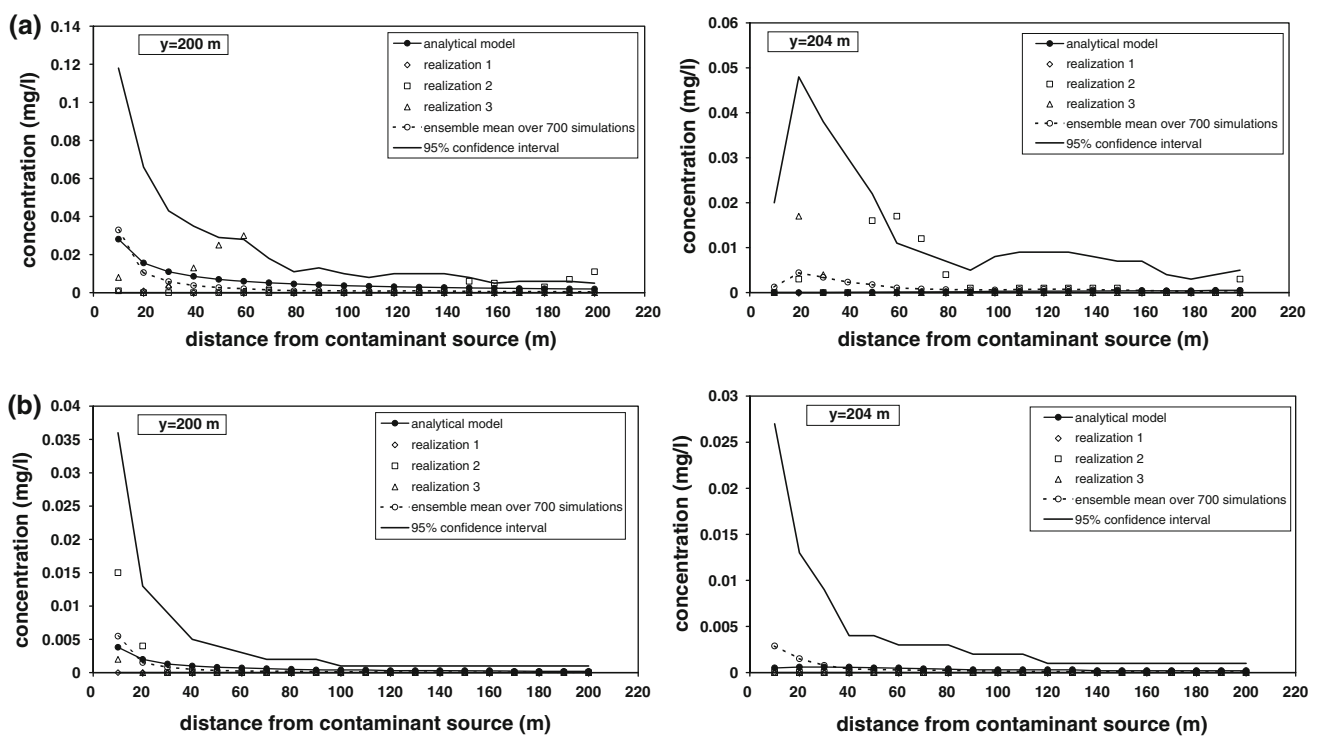 (a)
y=200 m
analytical model
realization 1
realization 2
realization 3
ensemble mean over 700 simulations
95% confidence interval
concentration (mg/l)
0.14
0.12
0.1
0.08
0.06
0.04
0.02
0
0 20 40 60 80 100 120 140 160 180 200 220
distance from contaminant source (m)
y=204 m
analytical model
realization 1
realization 2
realization 3
ensemble mean over 700 simulations
95% confidence interval
concentration (mg/l)
0.06
0.05
0.04
0.03
0.02
0.01
0
0 20 40 60 80 100 120 140 160 180 200 220
distance from contaminant source (m)
(b)
y=200 m
analytical model
realization 1
realization 2
realization 3
ensemble mean over 700 simulations
95% confidence interval
concentration (mg/l)
0.04
0.035
0.03
0.025
0.02
0.015
0.01
0.005
0
0 20 40 60 80 100 120 140 160 180 200 220
distance from contaminant source (m)
y=204 m
analytical model
realization 1
realization 2
realization 3
ensemble mean over 700 simulations
95% confidence interval
concentration (mg/l)
0.03
0.025
0.02
0.015
0.01
0.005
0
0 20 40 60 80 100 120 140 160 180 200 220
distance from contaminant source (m)